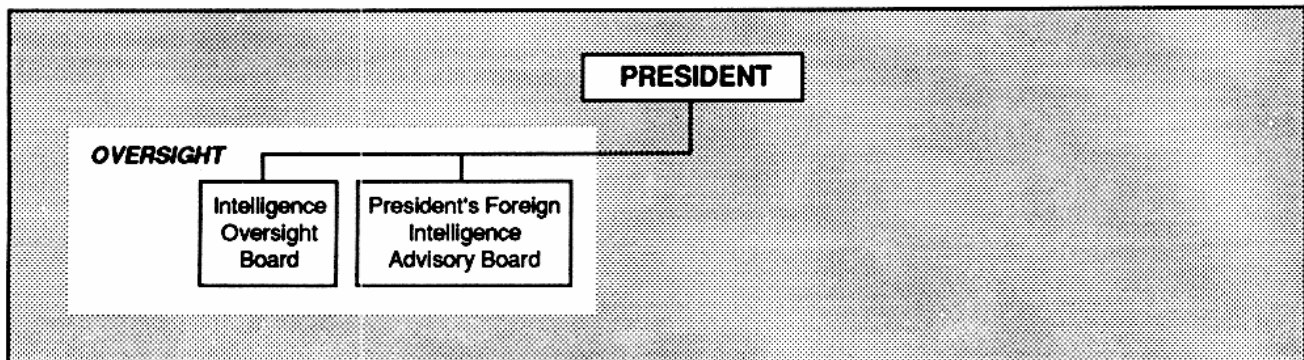 PRESIDENT
OVERSIGHT
Intelligence
Oversight
Board
President's Foreign
Intelligence
Advisory Board